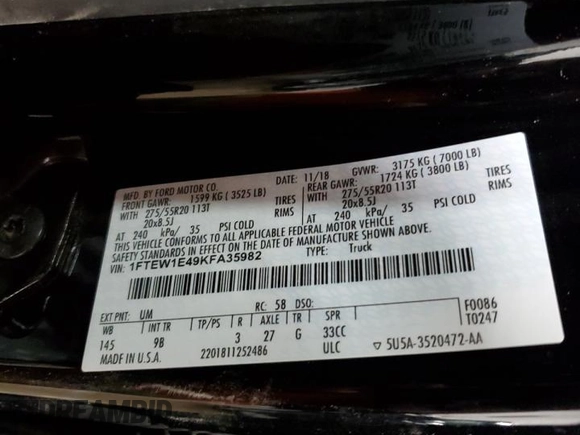 MFD. BY FORD MOTOR CO.
DATE: 11/18 GVWR: 3175 KG ( 7000 LB)
FRONT GAWR: 1599 KG ( 3525 LB)
REAR GAWR: 1724 KG ( 3800 LB)
WITH 275/55R20 113T TIRES
WITH 275/55R20 113T TIRES
20x8.5J RIMS
20x8.5J RIMS
AT 240 kPa/ 35 PSI COLD
AT 240 kPa/ 35 PSI COLD
THIS VEHICLE CONFORMS TO ALL APPLICABLE FEDERAL MOTOR VEHICLE
SAFETY STANDARDS IN EFFECT ON THE DATE OF MANUFACTURE SHOWN ABOVE.
VIN: 1FTEW1E49KFA35982
TYPE: Truck
EXT PNT: UM RC: 58 DSO:
F0086
T0247
WB INT TR TP/PS R AXLE TR SPR
145 9B 3 27 G 33CC
MADE IN U.S.A. 2201811252486 ULC ▽ 5U5A-3520472-AA
DREAMBID